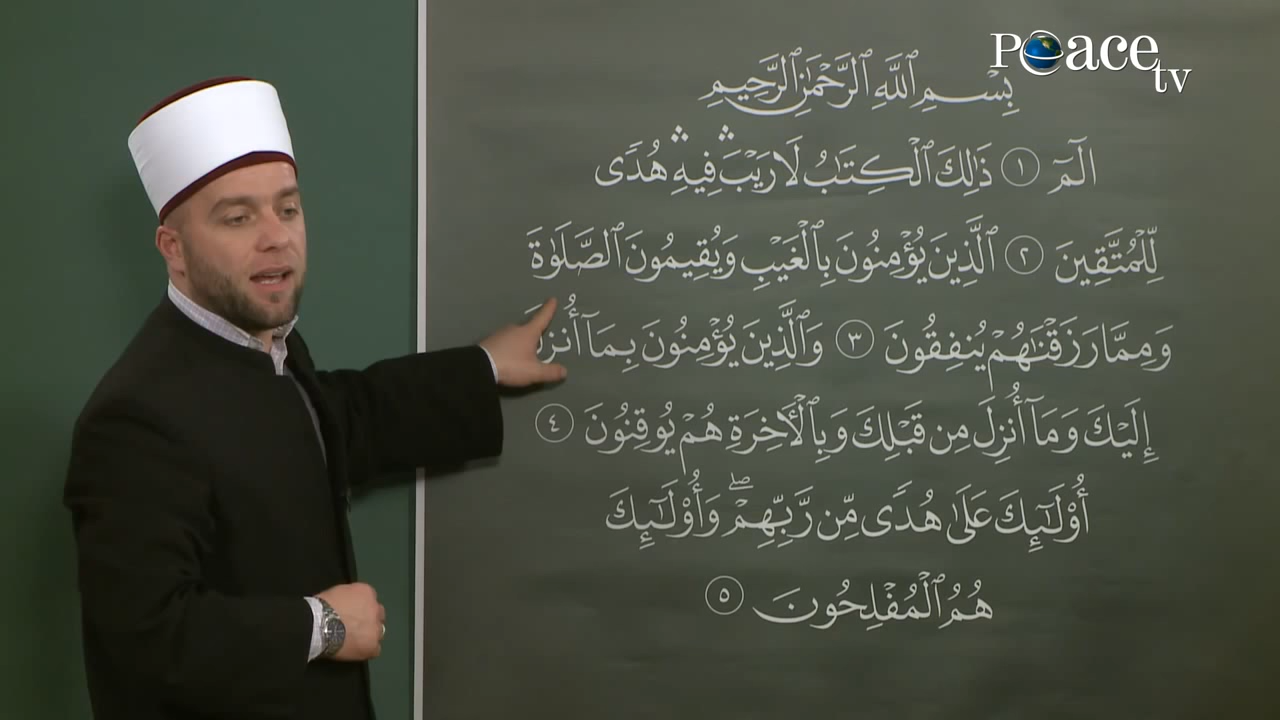 Peace tv
بِسْمِ ٱللَّهِ ٱلرَّحْمَٰنِ ٱلرَّحِيمِ
الٓمٓ ١ ذَٰلِكَ ٱلْكِتَٰبُ لَا رَيْبَ ۛ فِيهِ ۛ هُدًى
لِّلْمُتَّقِينَ ٢ ٱلَّذِينَ يُؤْمِنُونَ بِٱلْغَيْبِ وَيُقِيمُونَ ٱلصَّلَوٰةَ
وَمِمَّا رَزَقْنَٰهُمْ يُنفِقُونَ ٣ وَٱلَّذِينَ يُؤْمِنُونَ بِمَآ أُنزِلَ
إِلَيْكَ وَمَآ أُنزِلَ مِن قَبْلِكَ وَبِٱلْأَخِرَةِ هُمْ يُوقِنُونَ ٤
أُو۟لَٰٓئِكَ عَلَىٰ هُدًى مِّن رَّبِّهِمْ ۖ وَأُو۟لَٰٓئِكَ
هُمُ ٱلْمُفْلِحُونَ ٥